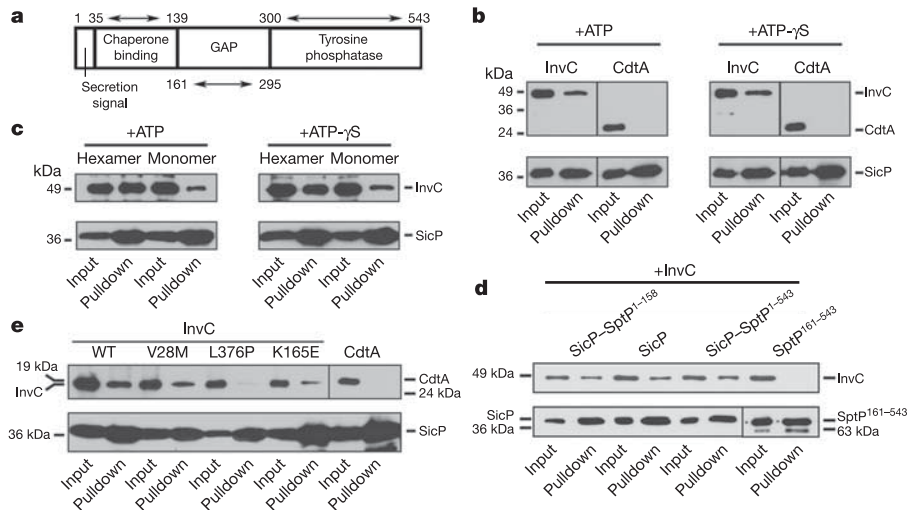 a
1 35 139 300 543
Chaperone binding
GAP
Tyrosine phosphatase
161 295
Secretion signal
b
+ATP
+ATP-γS
InvC CdtA
InvC CdtA
kDa
49
36
24
InvC
CdtA
36
SicP
Input
Pulldown
Input
Pulldown
Input
Pulldown
Input
Pulldown
c
+ATP
+ATP-γS
kDa
Hexamer Monomer
Hexamer Monomer
49
InvC
36
SicP
Input
Pulldown
Input
Pulldown
Input
Pulldown
Input
Pulldown
d
+InvC
SicP–SptP1–158
SicP
SicP–SptP1–543
SptP161–543
49 kDa
InvC
SicP
36 kDa
SptP161–543
63 kDa
Input
Pulldown
Input
Pulldown
Input
Pulldown
Input
Pulldown
e
InvC
WT V28M L376P K165E CdtA
19 kDa
InvC
CdtA
24 kDa
36 kDa
SicP
Input
Pulldown
Input
Pulldown
Input
Pulldown
Input
Pulldown
Input
Pulldown